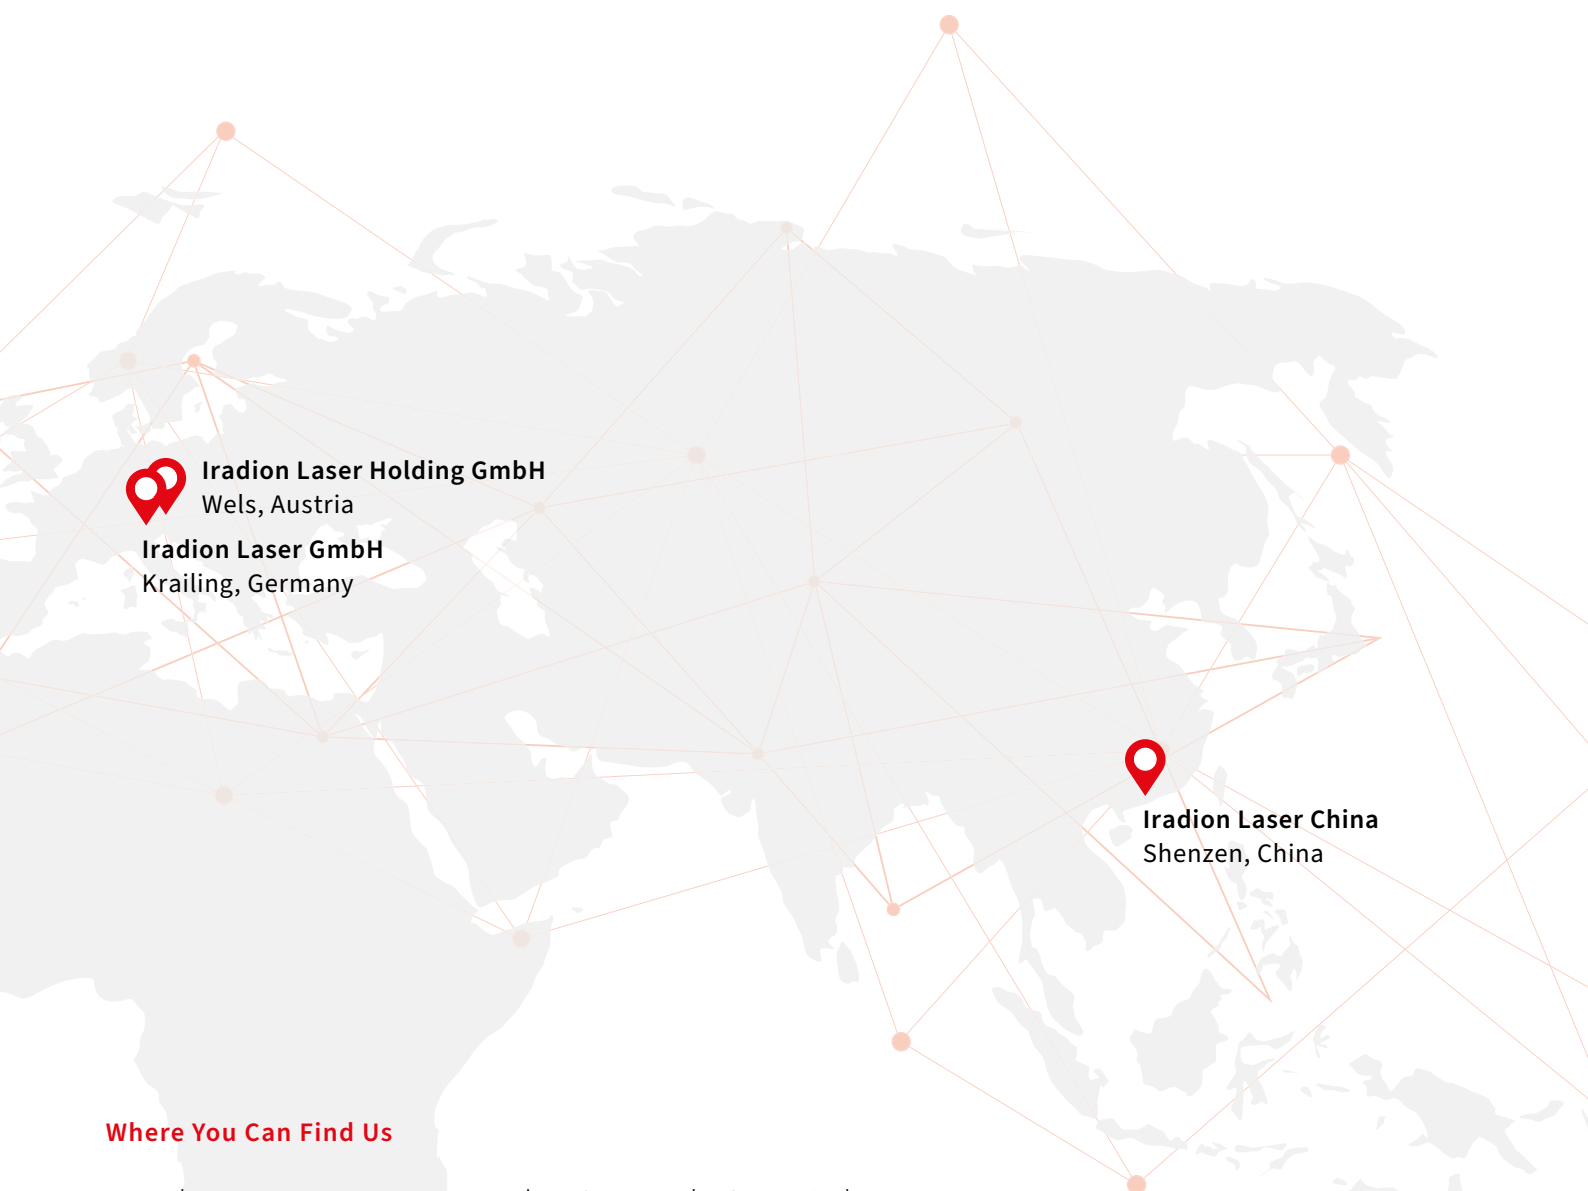 Iradion Laser Holding GmbH
Wels, Austria
Iradion Laser GmbH
Krailing, Germany
Iradion Laser China
Shenzen, China
Where You Can Find Us